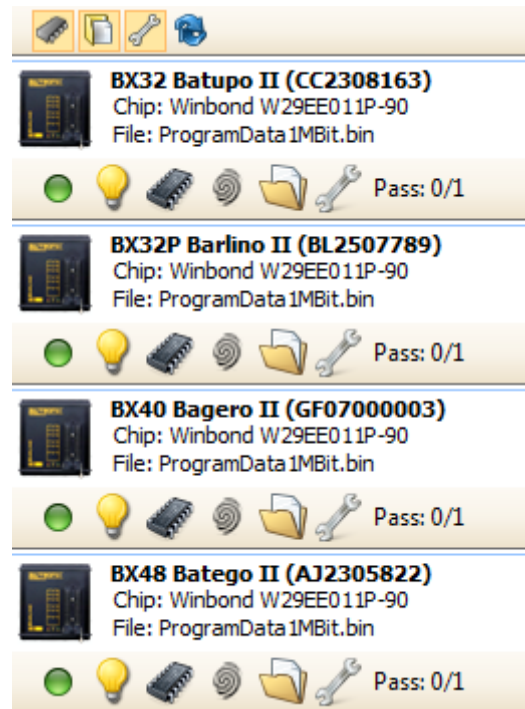 BX32 Batupo II (CC2308163)
Chip: Winbond W29EE011P-90
File: ProgramData1MBit.bin
Pass: 0/1
BX32P Barlino II (BL2507789)
Chip: Winbond W29EE011P-90
File: ProgramData1MBit.bin
Pass: 0/1
BX40 Bagero II (GF07000003)
Chip: Winbond W29EE011P-90
File: ProgramData1MBit.bin
Pass: 0/1
BX48 Batego II (AJ2305822)
Chip: Winbond W29EE011P-90
File: ProgramData1MBit.bin
Pass: 0/1